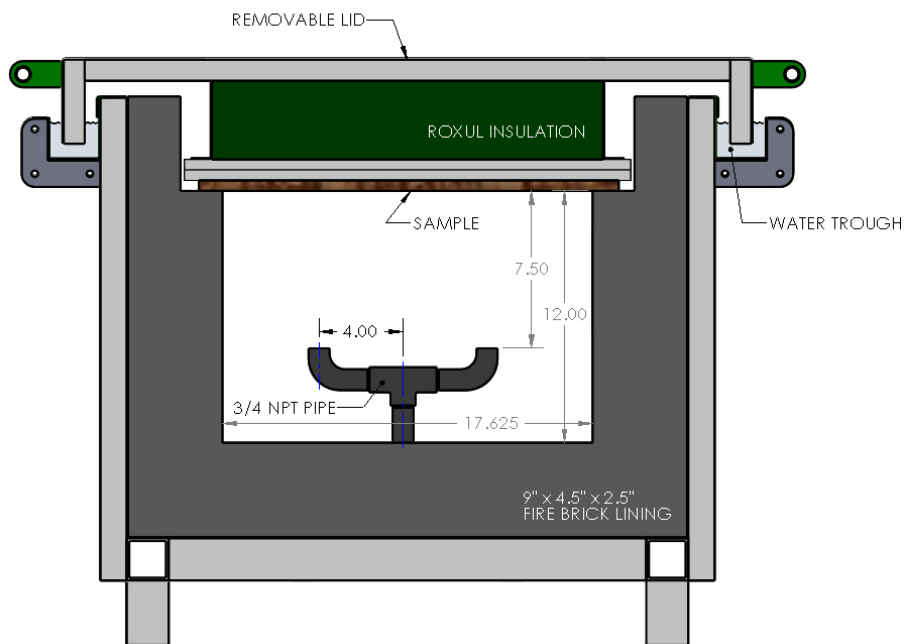 REMOVABLE LID
ROXUL INSULATION
SAMPLE
WATER TROUGH
7.50
12.00
4.00
3/4 NPT PIPE
17.625
9" x 4.5" x 2.5"
FIRE BRICK LINING